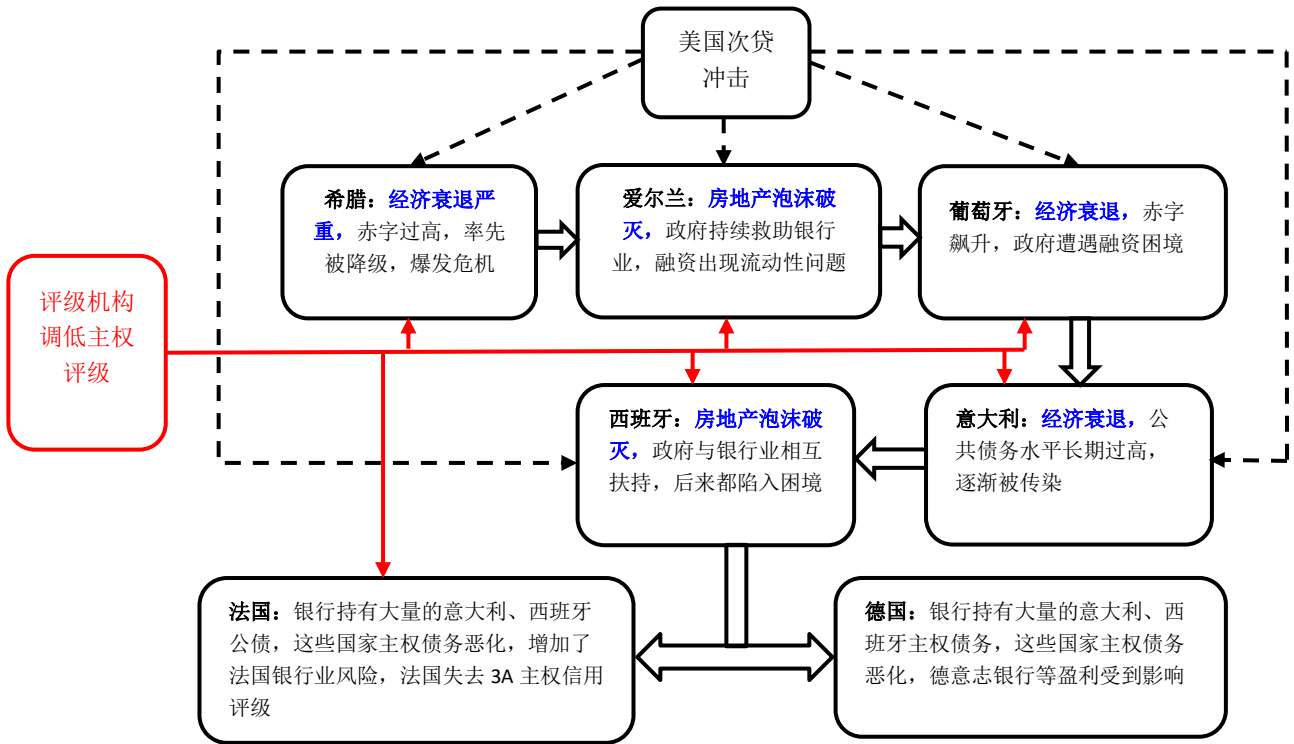 美国次贷
冲击
希腊：经济衰退严
重，赤字过高，率先
被降级，爆发危机
爱尔兰：房地产泡沫破
灭，政府持续救助银行
业，融资出现流动性问题
葡萄牙：经济衰退，赤字
飙升，政府遭遇融资困境
评级机构
调低主权
评级
西班牙：房地产泡沫破
灭，政府与银行业相互
扶持，后来都陷入困境
意大利：经济衰退，公
共债务水平长期过高，
逐渐被传染
法国：银行持有大量的意大利、西班牙
公债，这些国家主权债务恶化，增加了
法国银行业风险，法国失去 3A 主权信用
评级
德国：银行持有大量的意大利、西
班牙主权债务，这些国家主权债务
恶化，德意志银行等盈利受到影响